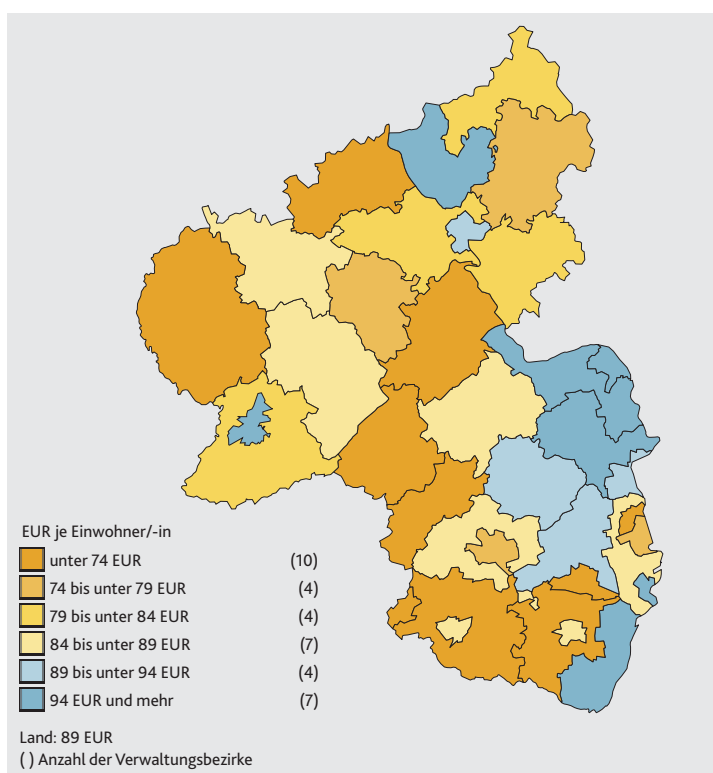 EUR je Einwohner/-in
unter 74 EUR (10)
74 bis unter 79 EUR (4)
79 bis unter 84 EUR (4)
84 bis unter 89 EUR (7)
89 bis unter 94 EUR (4)
94 EUR und mehr (7)
Land: 89 EUR
( ) Anzahl der Verwaltungsbezirke